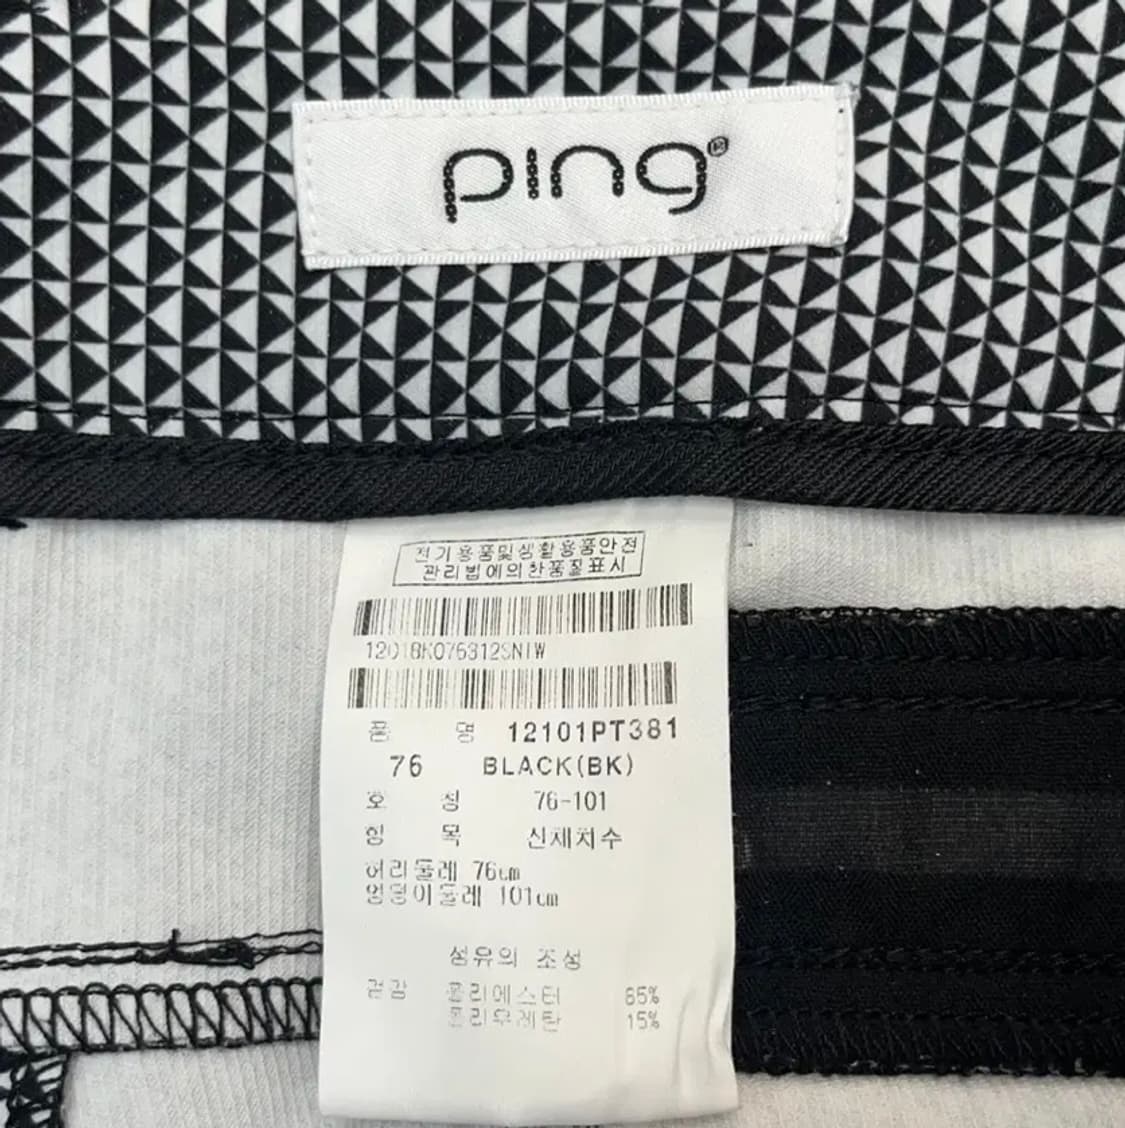 ping®
전기용품및생활용품안전
관리법에의한품질표시
품 명 12101PT381
76 BLACK(BK)
호 칭 76-101
항 목 신체치수
허리둘레 76cm
엉덩이둘레 101cm
섬유의 조성
겉감 폴리에스터 85%
폴리우레탄 15%